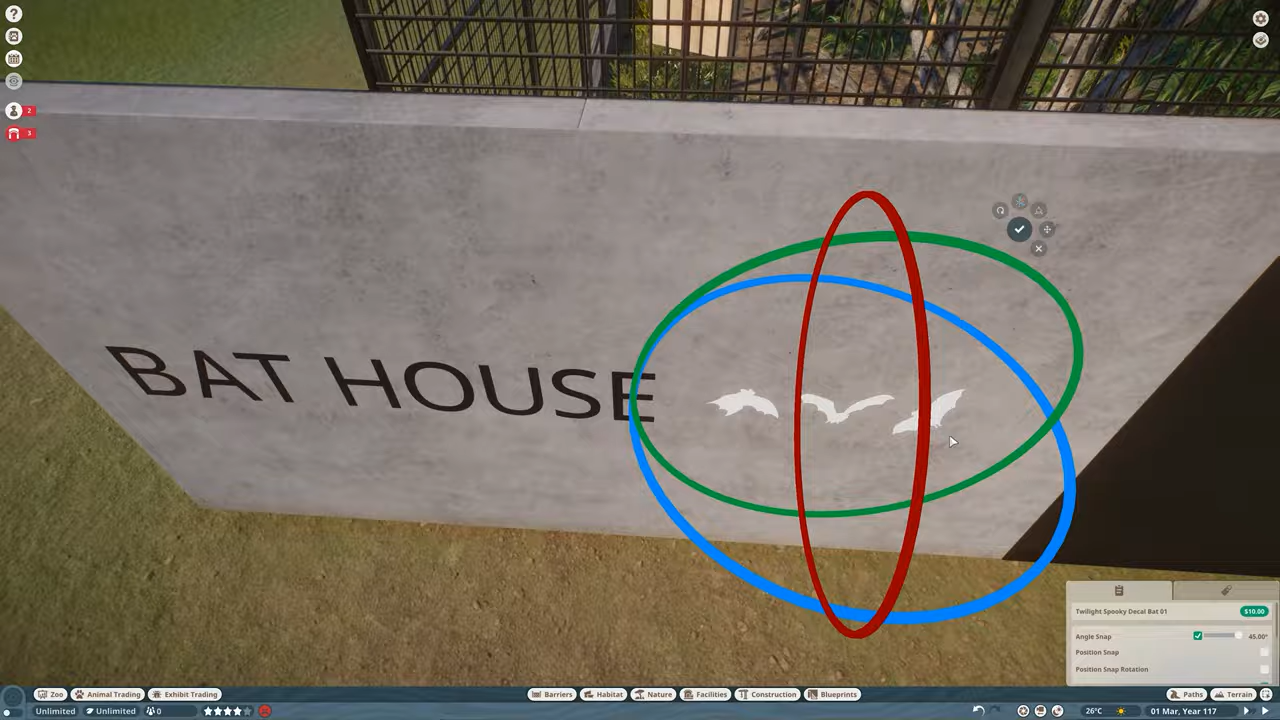 ?
2
3
BAT HOUSE
Twilight Spooky Decal Bat 01 $10.00
Angle Snap 45.00°
Position Snap
Position Snap Rotation
Zoo Animal Trading Exhibit Trading Barriers Habitat Nature Facilities Construction Blueprints Paths Terrain
Unlimited Unlimited 0 26°C 01 Mar, Year 117